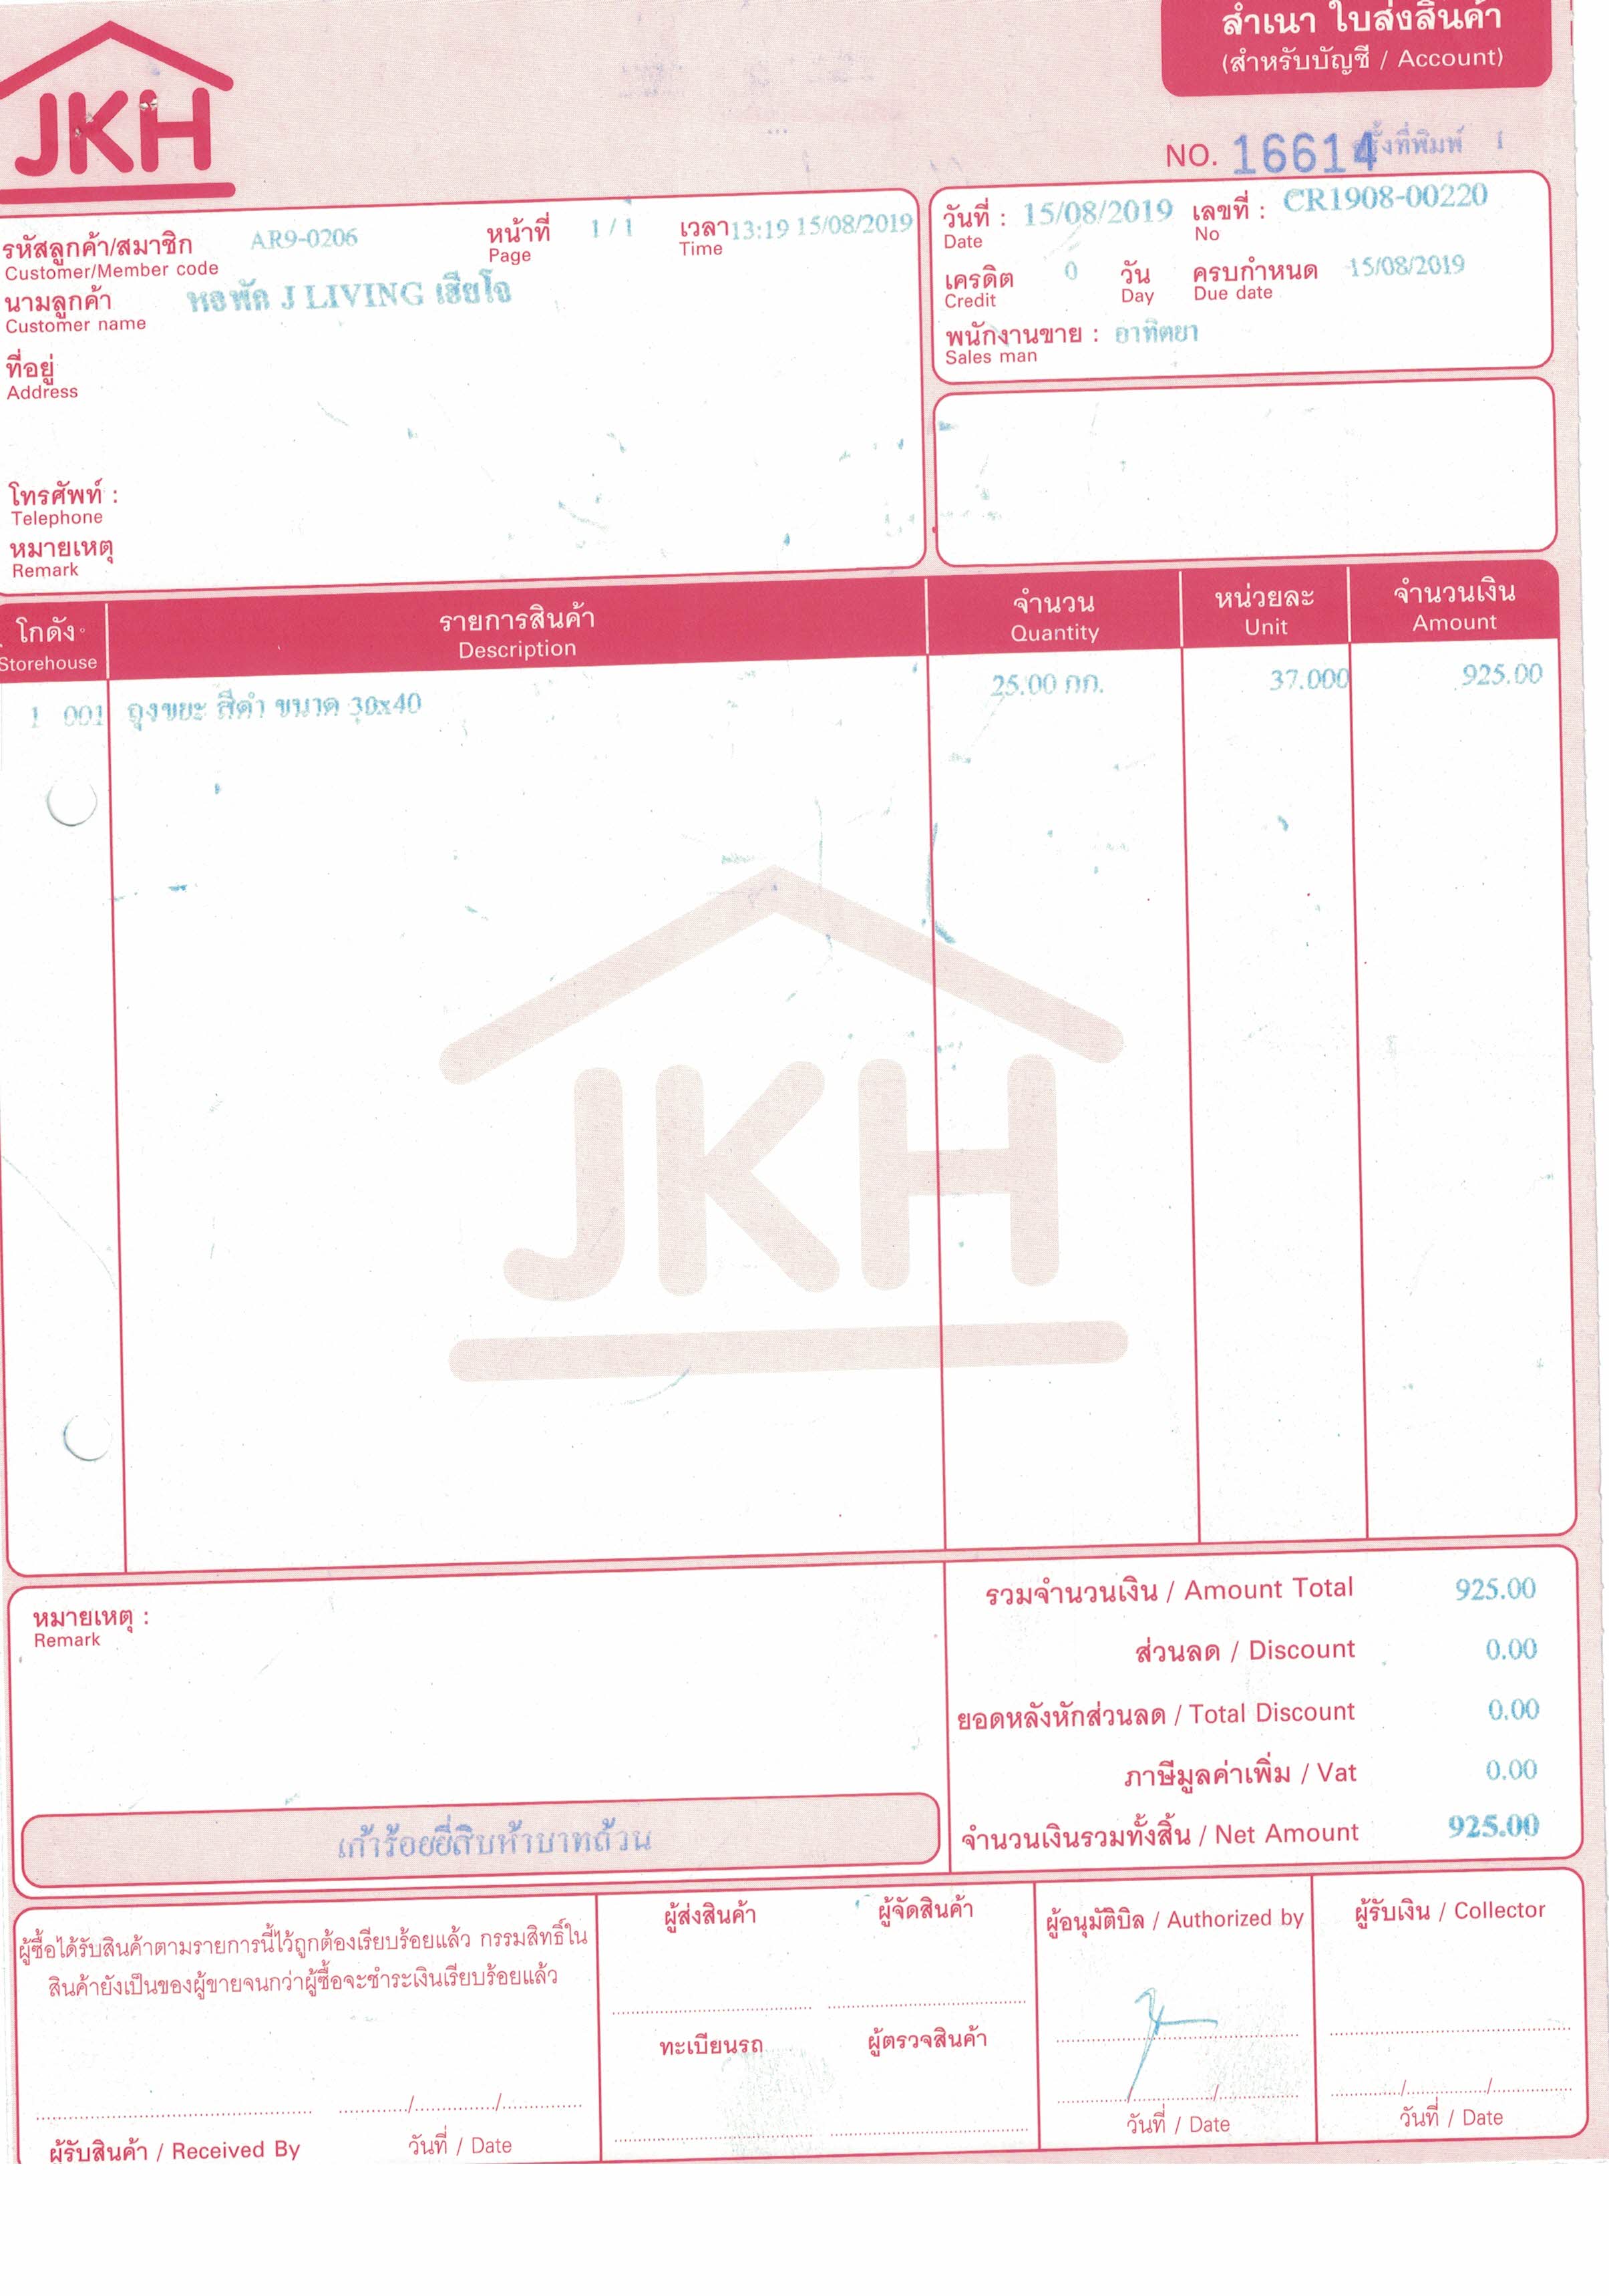 สำเนา ใบส่งสินค้า
(สำหรับบัญชี / Account)
JKH
NO. 16614 ครั้งที่พิมพ์ 1
รหัสลูกค้า/สมาชิก AR9-0206 หน้าที่ 1 / 1 เวลา 13:19 15/08/2019
Customer/Member code Page Time
นามลูกค้า หอพัก J LIVING เฮียโจ
Customer name
ที่อยู่
Address
โทรศัพท์ :
Telephone
หมายเหตุ
Remark
วันที่ : 15/08/2019 เลขที่ : CR1908-00220
Date No
เครดิต 0 วัน ครบกำหนด 15/08/2019
Credit Day Due date
พนักงานขาย : อาทิตยา
Sales man
โกดัง รายการสินค้า จำนวน หน่วยละ จำนวนเงิน
Storehouse Description Quantity Unit Amount
1 001 ถุงขยะ สีดำ ขนาด 30x40 25.00 กก. 37.000 925.00
JKH
หมายเหตุ :
Remark
รวมจำนวนเงิน / Amount Total 925.00
ส่วนลด / Discount 0.00
ยอดหลังหักส่วนลด / Total Discount 0.00
ภาษีมูลค่าเพิ่ม / Vat 0.00
จำนวนเงินรวมทั้งสิ้น / Net Amount 925.00
เก้าร้อยยี่สิบห้าบาทถ้วน
ผู้ซื้อได้รับสินค้าตามรายการนี้ไว้ถูกต้องเรียบร้อยแล้ว กรรมสิทธิ์ใน
สินค้ายังเป็นของผู้ขายจนกว่าผู้ซื้อจะชำระเงินเรียบร้อยแล้ว
ผู้รับสินค้า / Received By วันที่ / Date
ผู้ส่งสินค้า ผู้จัดสินค้า
ทะเบียนรถ ผู้ตรวจสินค้า
ผู้อนุมัติบิล / Authorized by
วันที่ / Date
ผู้รับเงิน / Collector
วันที่ / Date